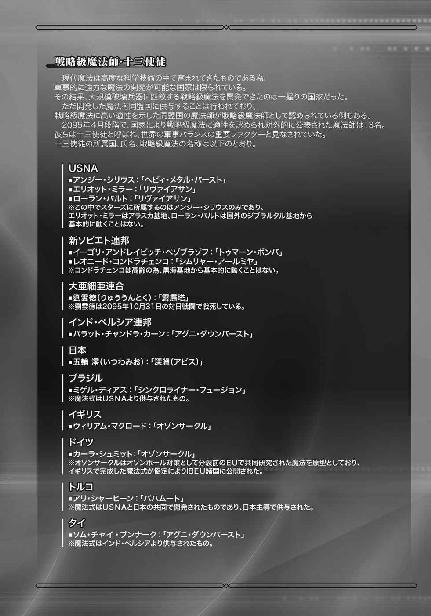 戦略級魔法師・十三使徒
現代魔法は高度な科学技術の中で育まれてきたものである為、
軍事的に強力な魔法の開発が可能な国家は限られている。
その結果、大規模破壊兵器に匹敵する戦略級魔法を開発できたのは一握りの国家だった。
ただ開発した魔法を同盟国に供与することは行われており、
戦略級魔法に高い適性を示した同盟国の魔法師が戦略級魔法師として認められている例もある。
2095年4月段階で、国家により戦略級魔法に適性を認められ対外的に公表された魔法師は13名。
彼らは十三使徒と呼ばれ、世界の軍事バランスの重要ファクターと見なされていた。
十三使徒の所属国、氏名、戦略級魔法の名称は以下のとおり。
USNA
■アンジー・シリウス：「ヘビィ・メタル・バースト」
■エリオット・ミラー：「リヴァイアサン」
■ローラン・バルト：「リヴァイアサン」
※この中でスターズに所属するのはアンジー・シリウスのみであり、
エリオット・ミラーはアラスカ基地、ローラン・バルトは国外のジブラルタル基地から
基本的に動くことはない。
新ソビエト連邦
■イーゴリ・アンドレイビッチ・ベゾブラゾフ：「トゥマーン・ボンバ」
■レオニード・コンドラチェンコ：「シムリャー・アールミヤ」
※コンドラチェンコは高齢の為、黒海基地から基本的に動くことはない。
大亜細亜連合
■劉雲徳(りゅううんとく)：「霹靂塔」
※劉雲徳は2095年10月31日の対日戦闘で戦死している。
インド・ペルシア連邦
■バラット・チャンドラ・カーン：「アグニ・ダウンバースト」
日本
■五輪 澪(いつわみお)：「深淵(アビス)」
ブラジル
■ミゲル・ディアス：「シンクロライナー・フュージョン」
※魔法式はUSNAより供与されたもの。
イギリス
■ウィリアム・マクロード：「オゾンサークル」
ドイツ
■カーラ・シュミット：「オゾンサークル」
※オゾンサークルはオゾンホール対策として分裂前のEUで共同研究された魔法を原型としており、
イギリスで完成した魔法式が協定により旧EU諸国に公開された。
トルコ
■アリ・シャーヒーン：「バハムート」
※魔法式はUSNAと日本の共同で開発されたものであり、日本主導で供与された。
タイ
■ソム・チャイ・ブンナーク：「アグニ・ダウンバースト」
※魔法式はインド・ペルシアより供与されたもの。